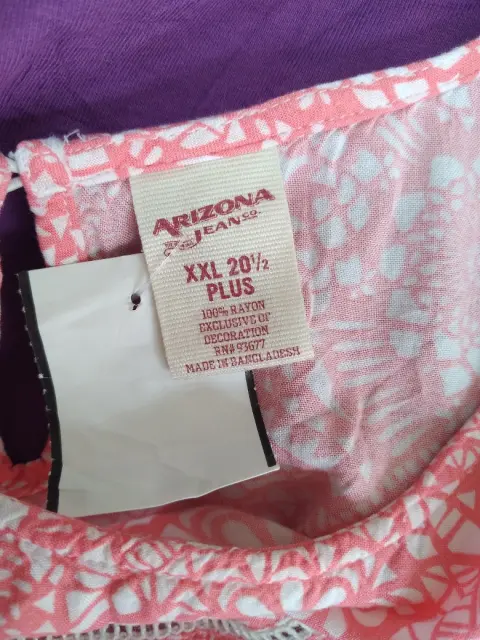 ARIZONA
JEAN CO.
XXL 20½
PLUS
100% RAYON
EXCLUSIVE OF
DECORATION
RN# 93677
MADE IN BANGLADESH